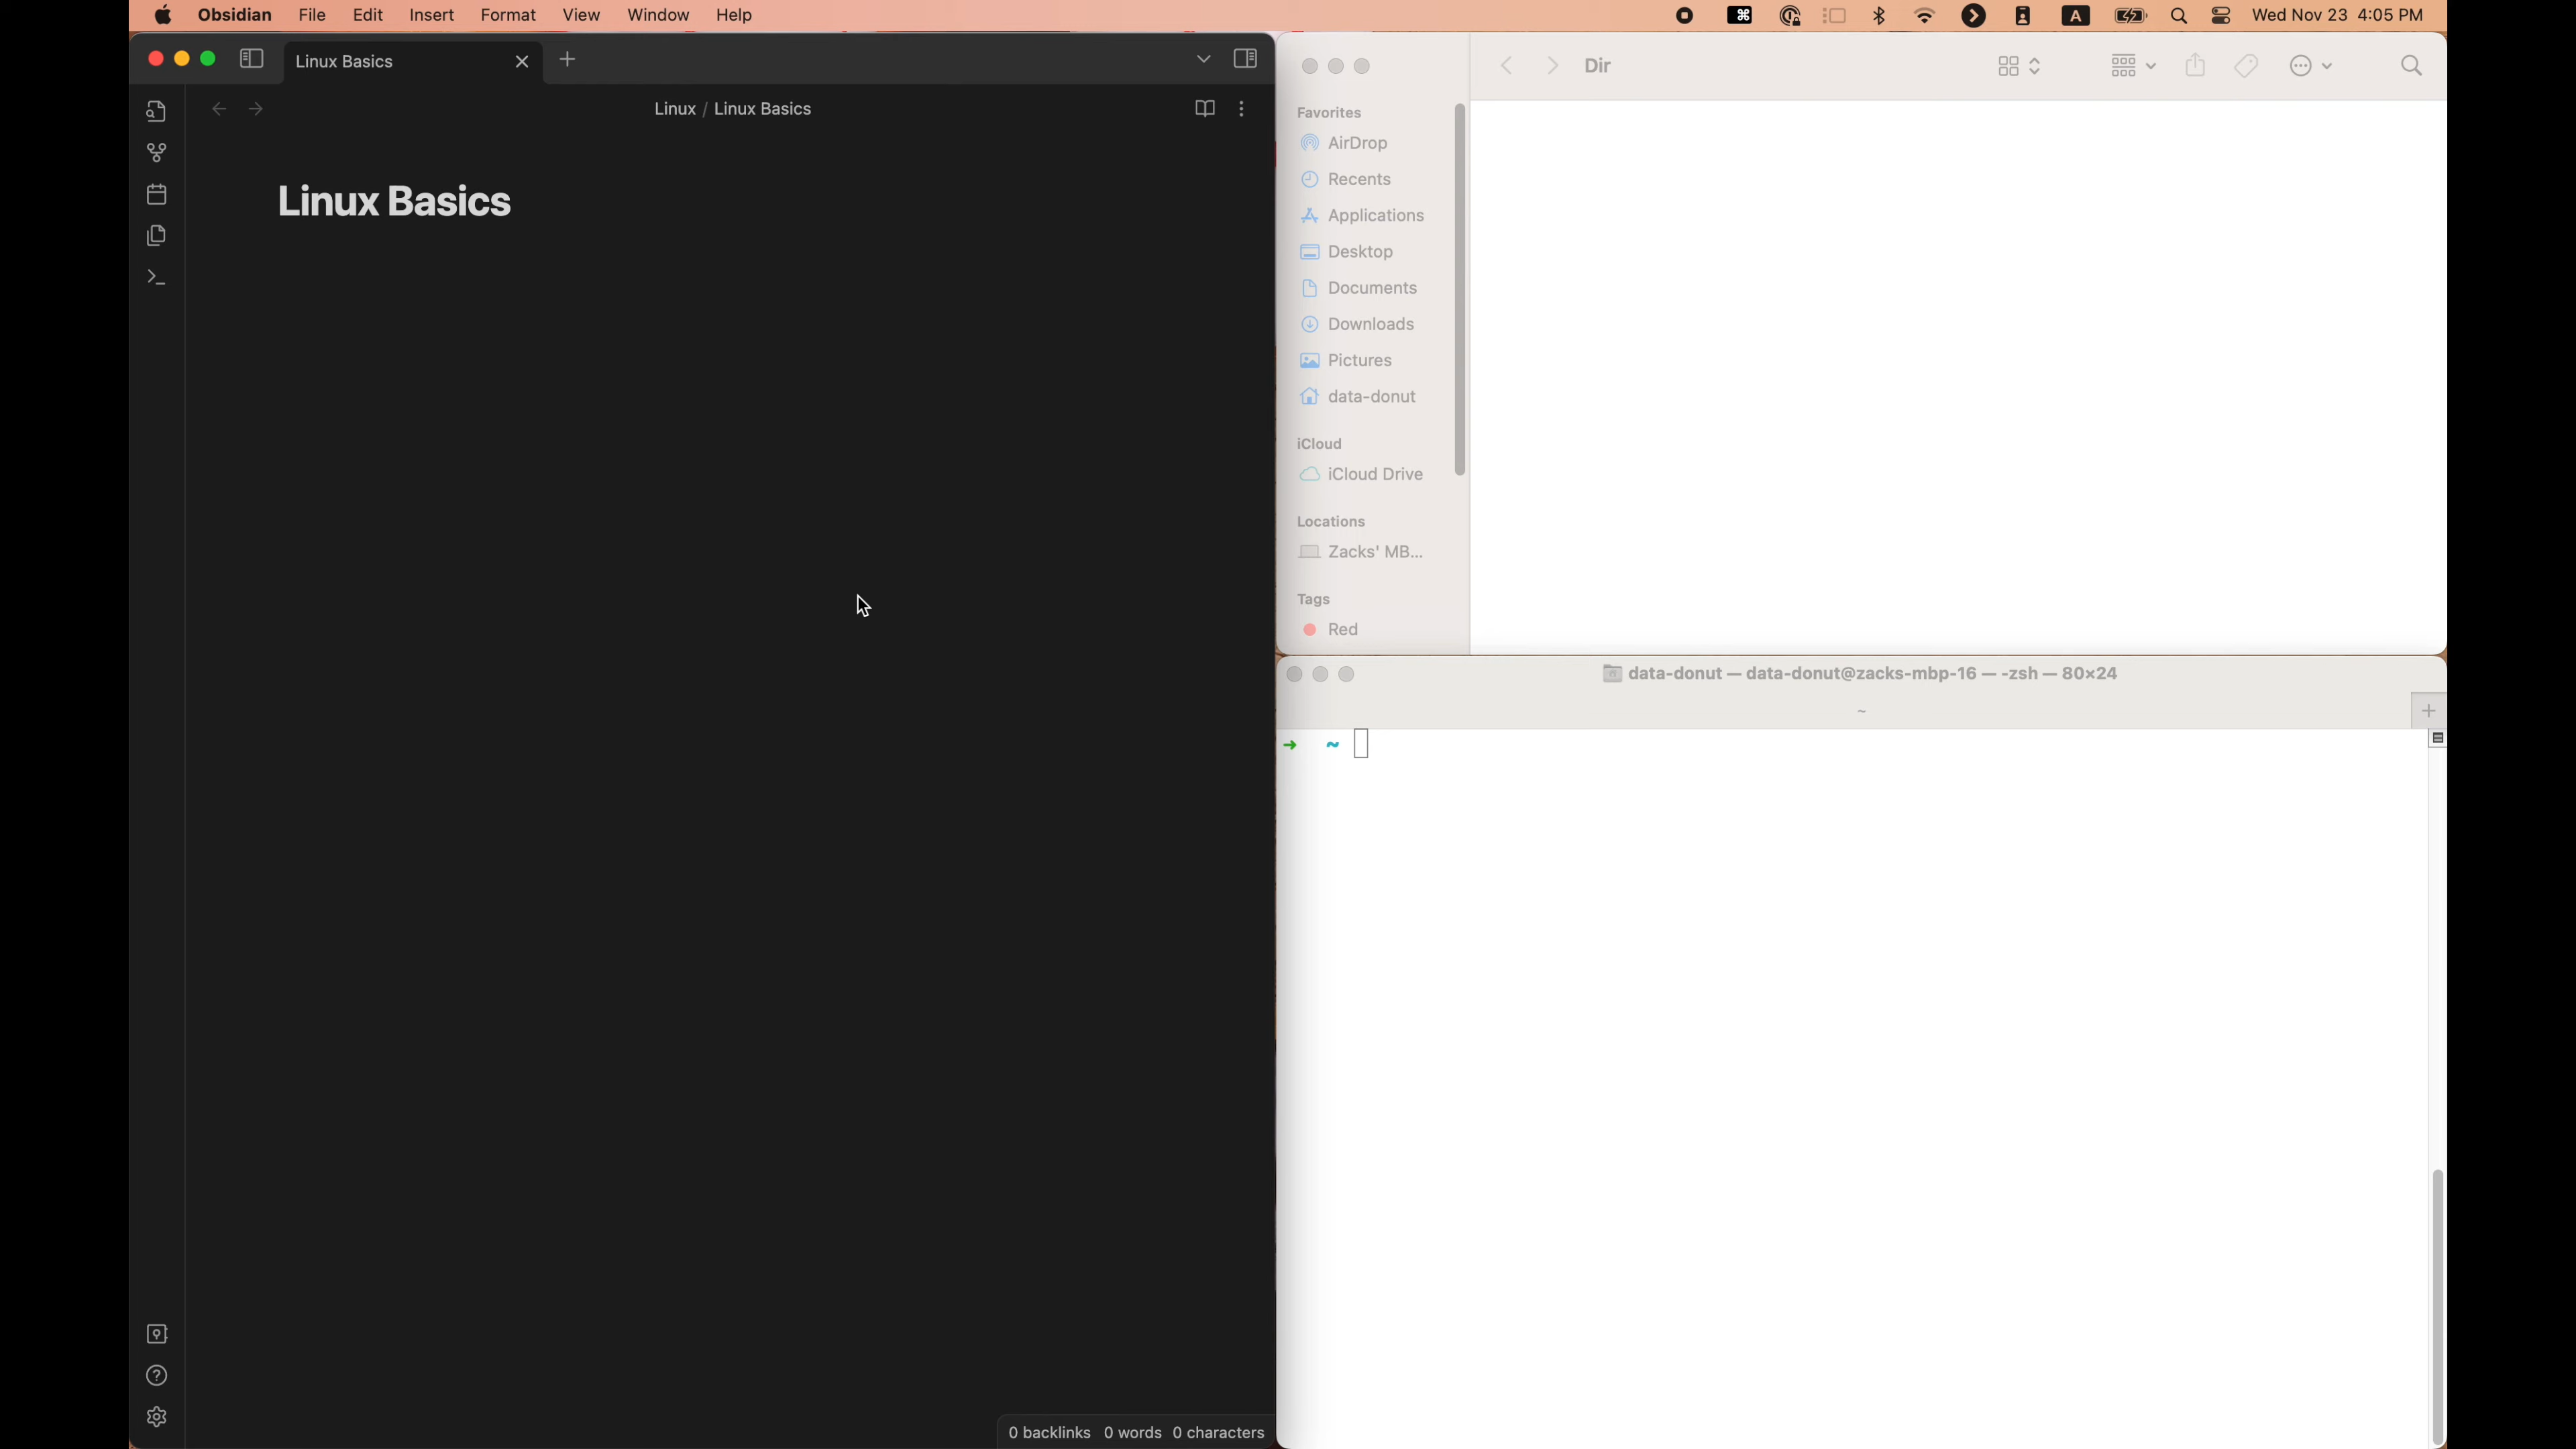 Obsidian File Edit Insert Format View Window Help
A Wed Nov 23 4:05 PM
Linux Basics
Linux / Linux Basics
Linux Basics
0 backlinks 0 words 0 characters
Dir
Favorites
AirDrop
Recents
Applications
Desktop
Documents
Downloads
Pictures
data-donut
iCloud
iCloud Drive
Locations
Zacks' MB...
Tags
Red
data-donut — data-donut@zacks-mbp-16 — -zsh — 80×24
~
➜ ~